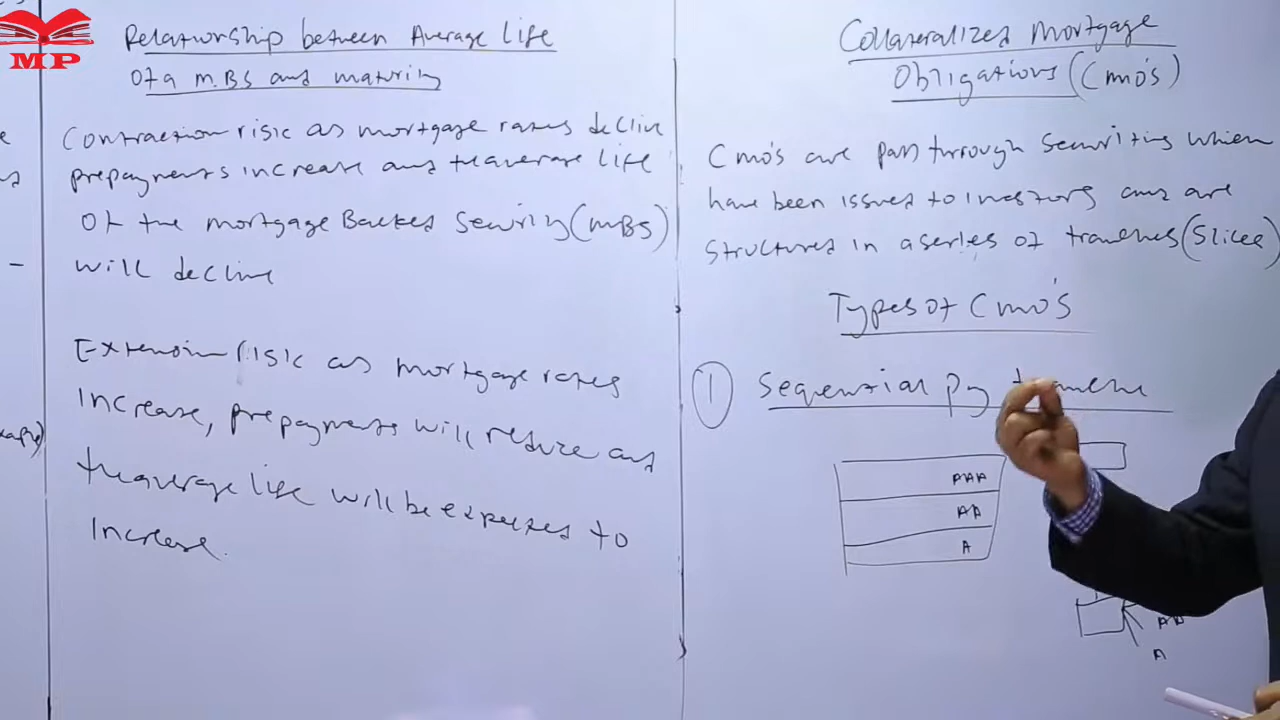 MP
Relationship between Average Life
Of a M.BS and maturity
Contraction risk as mortgage rates decline
prepayments increase and the average life
Of the mortgage Backed Security (MBS)
will decline
Extension risk as mortgage rates
Increase, prepayments will reduce and
the average life will be expected to
Increase.
Collateralized Mortgage
Obligations (CMO's)
CMO's are pass through securities which
have been issued to investors and are
structured in a series of tranches (Slices)
Types of CMO's
1 Sequential Pay tranche
AAA
AA
A
AA
A